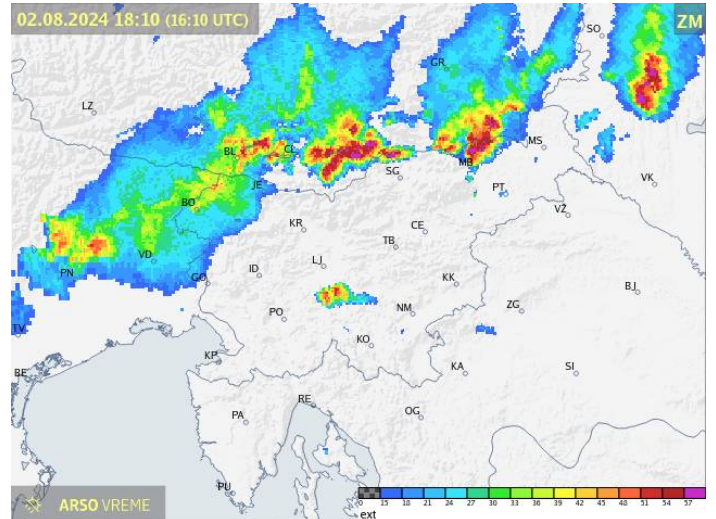 02.08.2024 18:10 (16:10 UTC)
ZM
SO
GR
LZ
BL
CL
MS
MB
SG
JE
PT
VK
BO
VŽ
KR
CE
TB
VD
LJ
PN
GO
ID
KK
BJ
NM
ZG
PO
TV
KO
KP
BE
KA
SI
RE
PA
OG
PU
ARSO VREME
0 15 18 21 24 27 30 33 36 39 42 45 48 51 54 57
ext